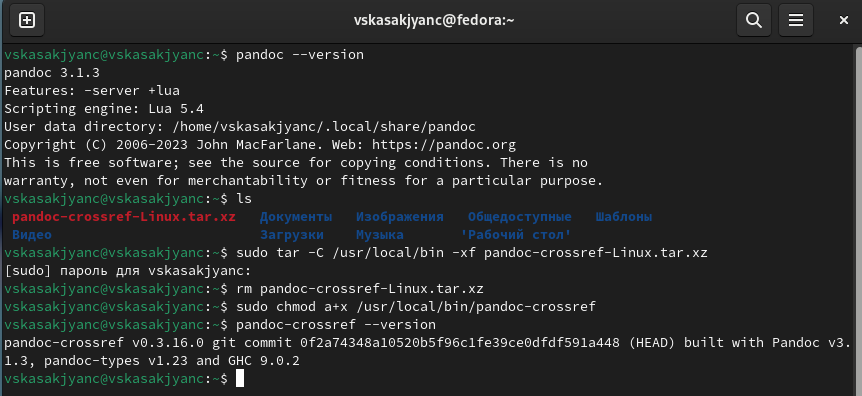 vskasakjyanc@fedora:~
vskasakjyanc@vskasakjyanc:~$ pandoc --version
pandoc 3.1.3
Features: -server +lua
Scripting engine: Lua 5.4
User data directory: /home/vskasakjyanc/.local/share/pandoc
Copyright (C) 2006-2023 John MacFarlane. Web: https://pandoc.org
This is free software; see the source for copying conditions. There is no
warranty, not even for merchantability or fitness for a particular purpose.
vskasakjyanc@vskasakjyanc:~$ ls
pandoc-crossref-Linux.tar.xz Документы Изображения Общедоступные Шаблоны
Видео Загрузки Музыка 'Рабочий стол'
vskasakjyanc@vskasakjyanc:~$ sudo tar -C /usr/local/bin -xf pandoc-crossref-Linux.tar.xz
[sudo] пароль для vskasakjyanc:
vskasakjyanc@vskasakjyanc:~$ rm pandoc-crossref-Linux.tar.xz
vskasakjyanc@vskasakjyanc:~$ sudo chmod a+x /usr/local/bin/pandoc-crossref
vskasakjyanc@vskasakjyanc:~$ pandoc-crossref --version
pandoc-crossref v0.3.16.0 git commit 0f2a74348a10520b5f96c1fe39ce0dfdf591a448 (HEAD) built with Pandoc v3.
1.3, pandoc-types v1.23 and GHC 9.0.2
vskasakjyanc@vskasakjyanc:~$